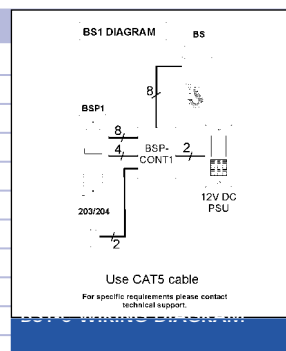 BS1 DIAGRAM
BS
8
BSP1
8
4
BSP-
CONT1
2
203/204
2
12V DC
PSU
Use CAT5 cable
For specific requirements please contact
technical support.